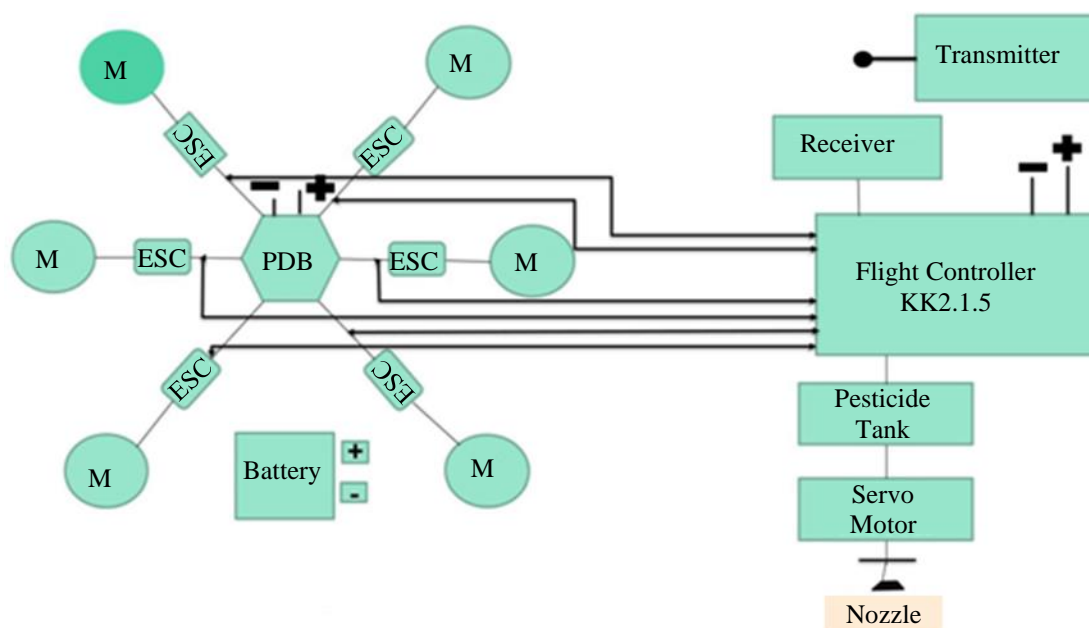 M
M
Transmitter
ESC
ESC
Receiver
-
+
-
+
M
ESC
PDB
ESC
M
Flight Controller
KK2.1.5
ESC
ESC
Pesticide
Tank
M
Battery
+
-
M
Servo
Motor
Nozzle